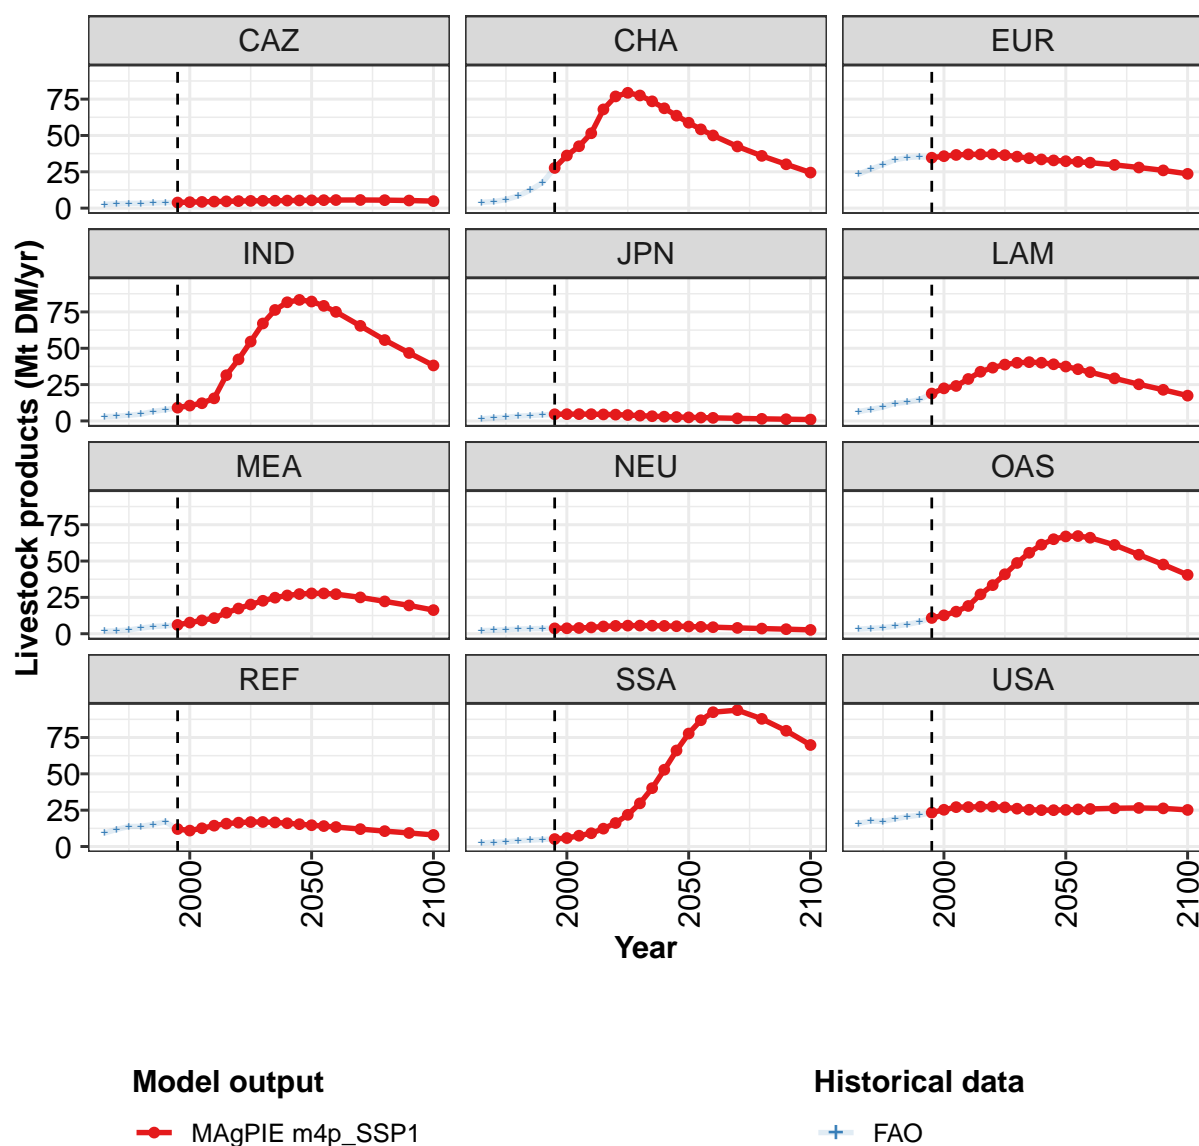 CAZ CHA EUR
75
50
25
0
IND JPN LAM
75
50
25
0
MEA NEU OAS
75
50
25
0
REF SSA USA
75
50
25
0
2000 2050 2100 2000 2050 2100 2000 2050 2100
Livestock products (Mt DM/yr)
Year
Model output Historical data
MAgPIE m4p_SSP1 FAO